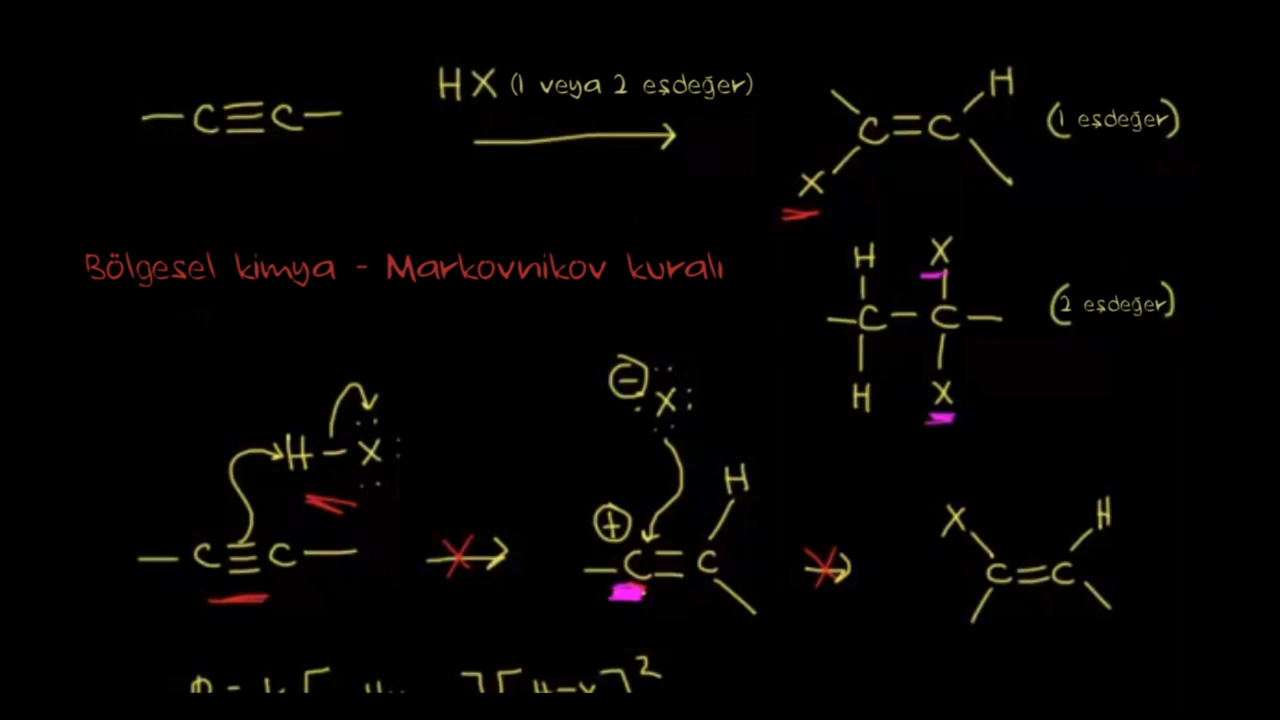 —C≡C— HX (1 veya 2 eşdeğer) C=C H X (1 eşdeğer)
Bölgesel kimya - Markovnikov kuralı
H X
—C—C— (2 eşdeğer)
H X
⊖ :X:
H—X:
⊕ H
X H
—C≡C— —C=C C=C